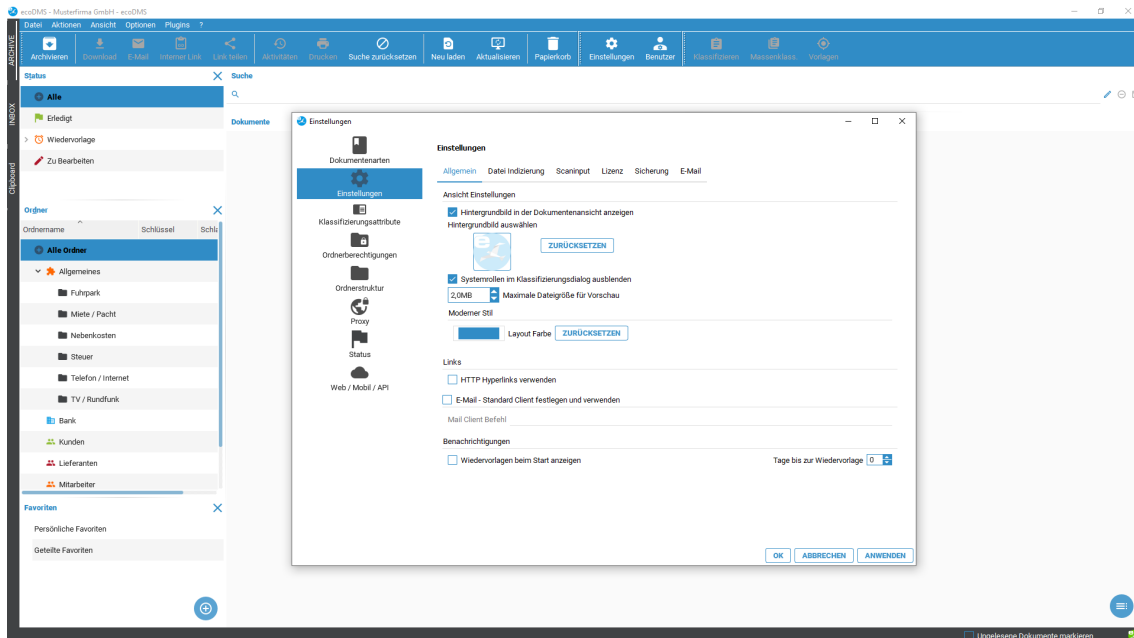 ecoDMS - Musterfirma GmbH - ecoDMS
Datei Aktionen Ansicht Optionen Plugins ?
Archivieren Download E-Mail Interner Link Link teilen Aktivitäten Drucken Suche zurücksetzen Neu laden Aktualisieren Papierkorb Einstellungen Benutzer Klassifizieren Massenklass. Vorlagen
ARCHIVE
INBOX
Clipboard
Status
Alle
Erledigt
Wiedervorlage
Zu Bearbeiten
Ordner
Ordnername Schlüssel
Alle Ordner
Allgemeines
Fuhrpark
Miete / Pacht
Nebenkosten
Steuer
Telefon / Internet
TV / Rundfunk
Bank
Kunden
Lieferanten
Mitarbeiter
Favoriten
Persönliche Favoriten
Geteilte Favoriten
Suche
Dokumente
Einstellungen
Dokumentenarten
Einstellungen
Klassifizierungsattribute
Ordnerberechtigungen
Ordnerstruktur
Proxy
Status
Web / Mobil / API
Einstellungen
Allgemein Datei Indizierung Scaninput Lizenz Sicherung E-Mail
Ansicht Einstellungen
Hintergrundbild in der Dokumentenansicht anzeigen
Hintergrundbild auswählen
ZURÜCKSETZEN
Systemrollen im Klassifizierungsdialog ausblenden
2,0MB Maximale Dateigröße für Vorschau
Moderner Stil
Layout Farbe ZURÜCKSETZEN
Links
HTTP Hyperlinks verwenden
E-Mail - Standard Client festlegen und verwenden
Mail Client Befehl
Benachrichtigungen
Wiedervorlagen beim Start anzeigen Tage bis zur Wiedervorlage 0
OK ABBRECHEN ANWENDEN
Ungelesene Dokumente markieren